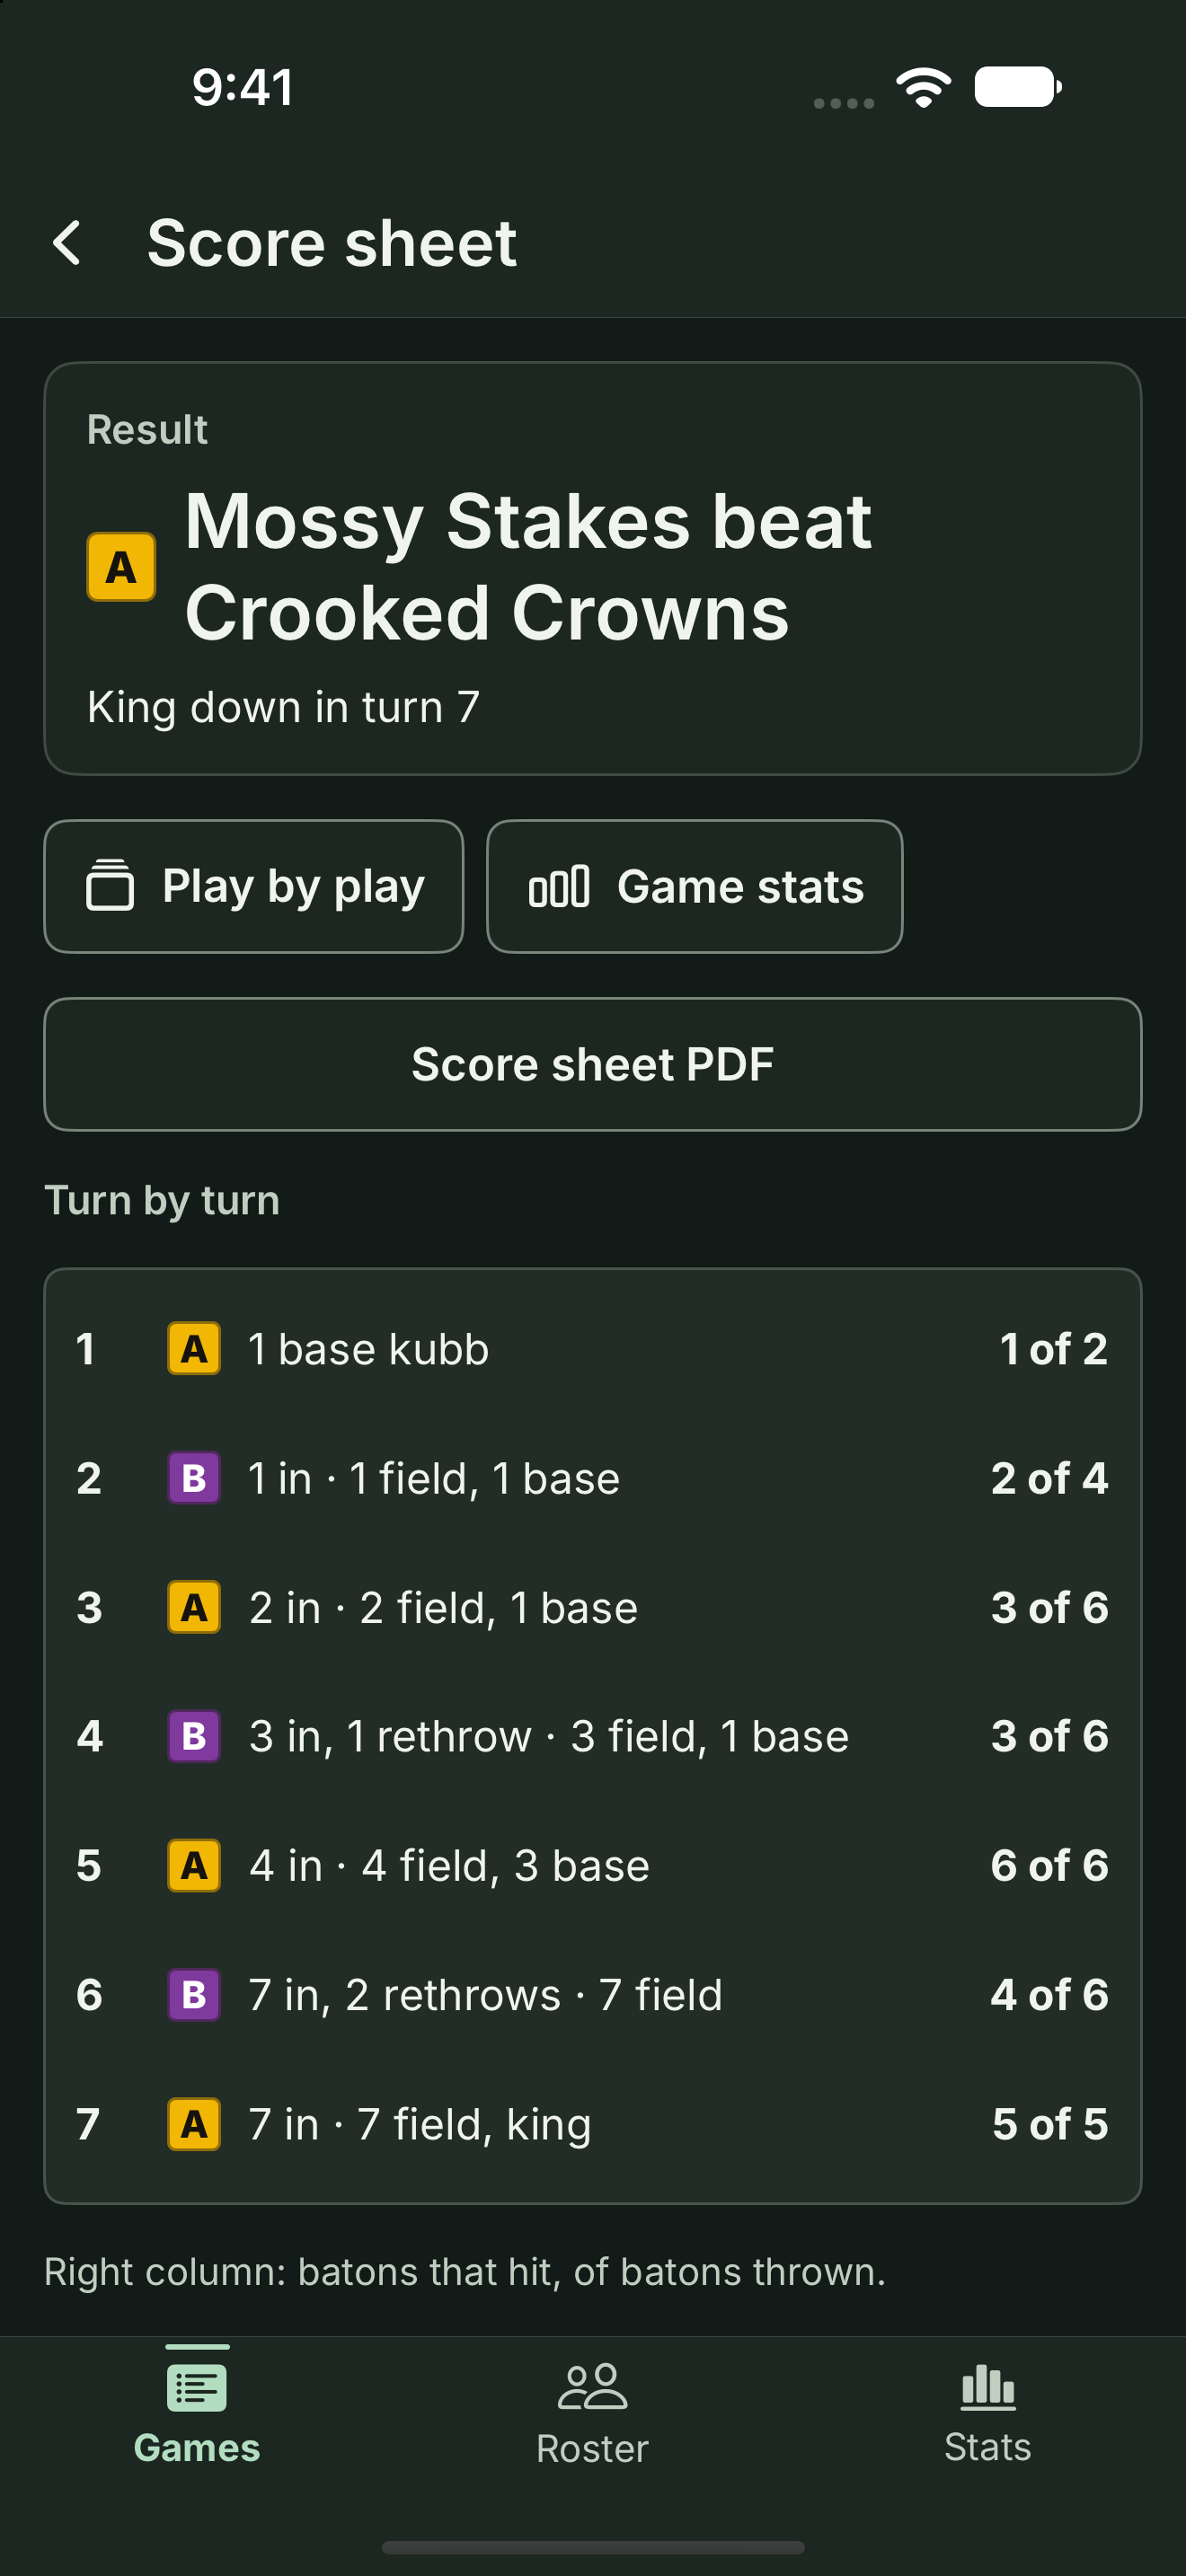 9:41
Score sheet
Result
A
Mossy Stakes beat
Crooked Crowns
King down in turn 7
Play by play
Game stats
Score sheet PDF
Turn by turn
1 A 1 base kubb 1 of 2
2 B 1 in · 1 field, 1 base 2 of 4
3 A 2 in · 2 field, 1 base 3 of 6
4 B 3 in, 1 rethrow · 3 field, 1 base 3 of 6
5 A 4 in · 4 field, 3 base 6 of 6
6 B 7 in, 2 rethrows · 7 field 4 of 6
7 A 7 in · 7 field, king 5 of 5
Right column: batons that hit, of batons thrown.
Games
Roster
Stats